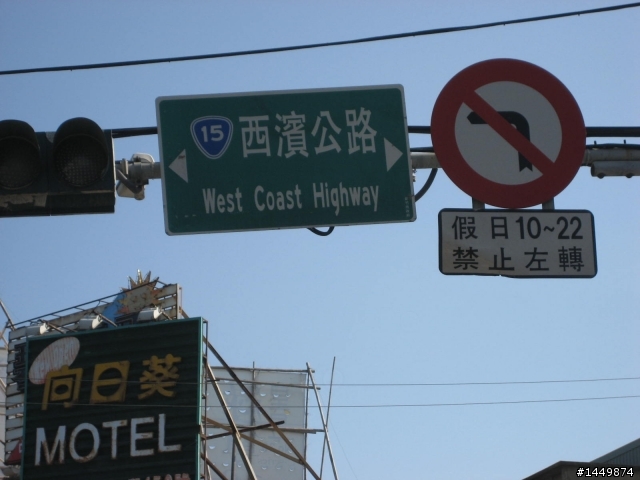 15 西濱公路
West Coast Highway
假日10~22
禁止左轉
向日葵
MOTEL
#1449874